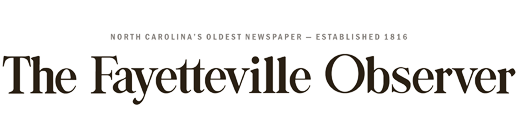 NORTH CAROLINA'S OLDEST NEWSPAPER — ESTABLISHED 1816
The Fayetteville Observer